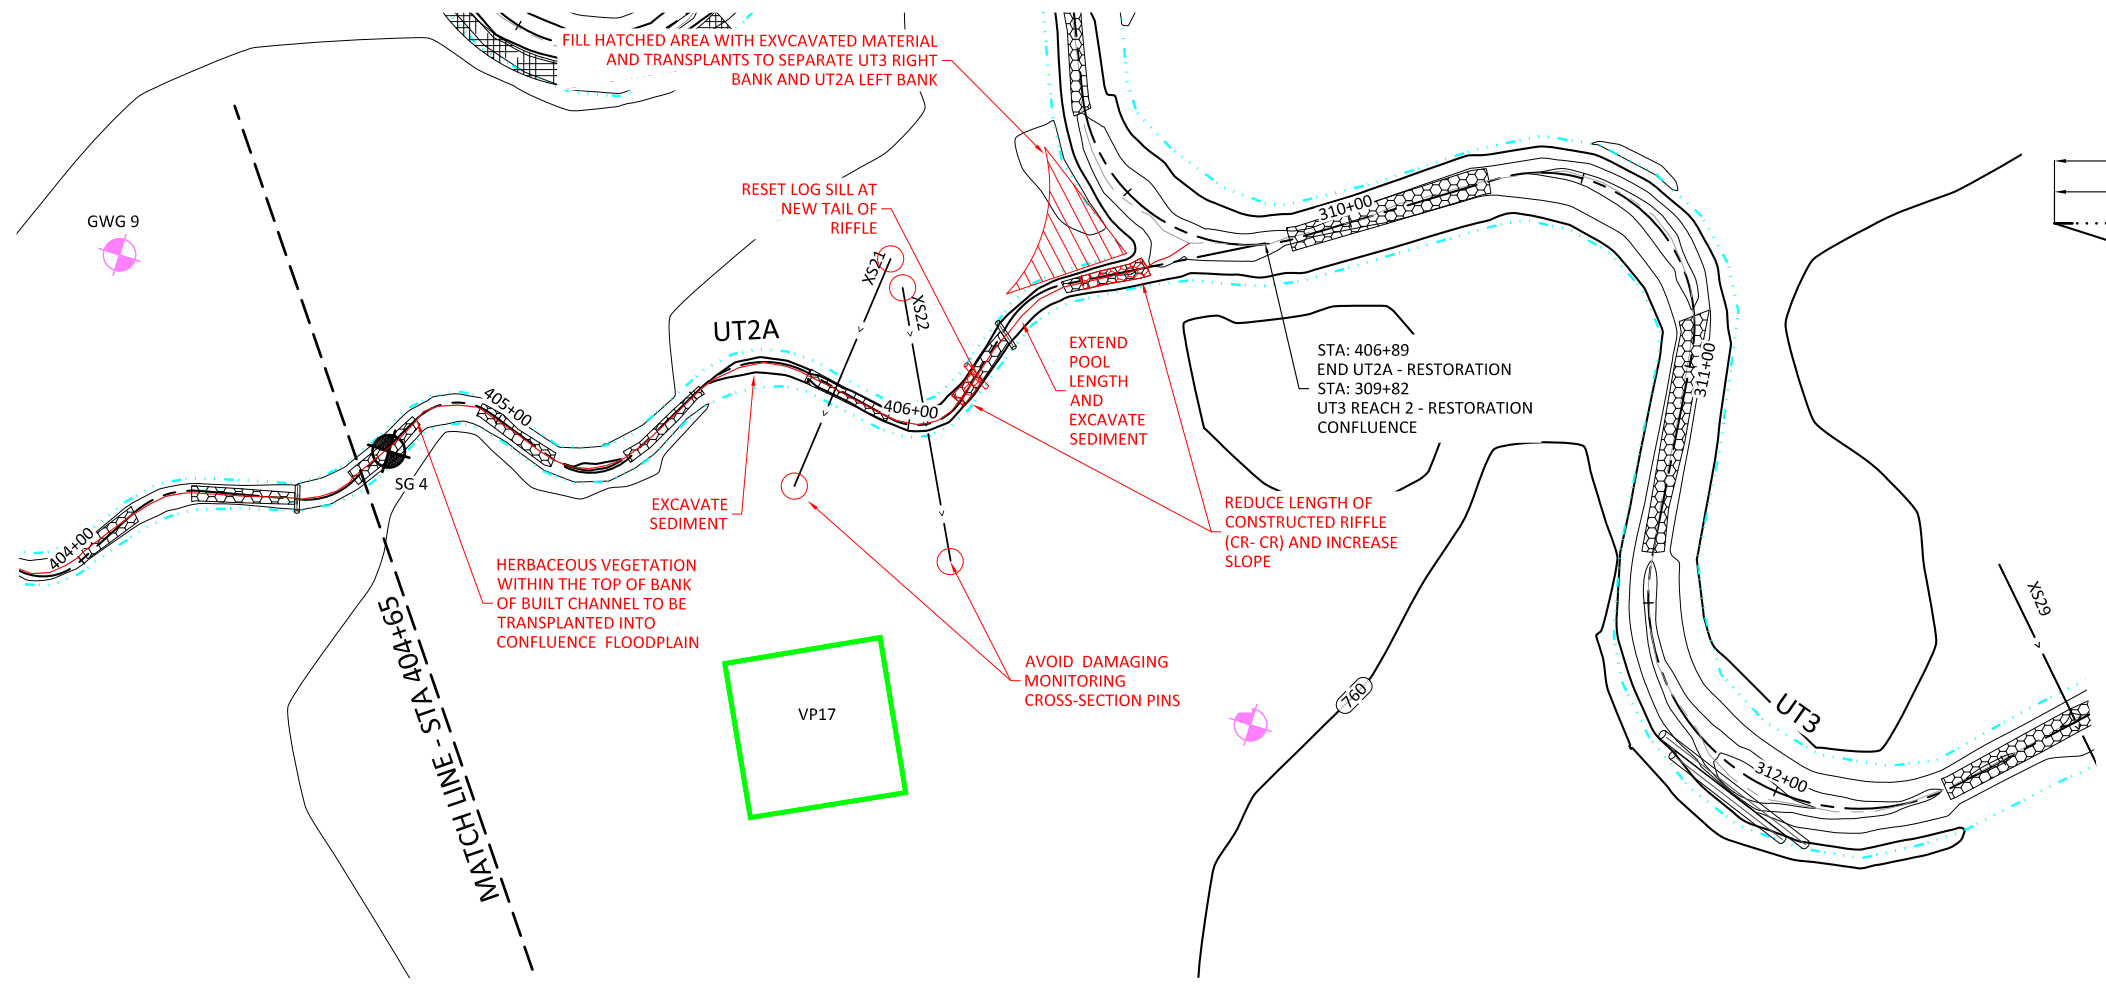 FILL HATCHED AREA WITH EXVCAVATED MATERIAL
AND TRANSPLANTS TO SEPARATE UT3 RIGHT
BANK AND UT2A LEFT BANK
RESET LOG SILL AT
NEW TAIL OF
RIFFLE
GWG 9
XS21
XS22
310+00
UT2A
EXTEND
POOL
LENGTH
AND
EXCAVATE
SEDIMENT
STA: 406+89
END UT2A - RESTORATION
STA: 309+82
UT3 REACH 2 - RESTORATION
CONFLUENCE
311+00
405+00
406+00
SG 4
EXCAVATE
SEDIMENT
REDUCE LENGTH OF
CONSTRUCTED RIFFLE
(CR- CR) AND INCREASE
SLOPE
404+00
HERBACEOUS VEGETATION
WITHIN THE TOP OF BANK
OF BUILT CHANNEL TO BE
TRANSPLANTED INTO
CONFLUENCE FLOODPLAIN
MATCH LINE - STA 404+65
AVOID DAMAGING
MONITORING
CROSS-SECTION PINS
VP17
760
XS29
UT3
312+00